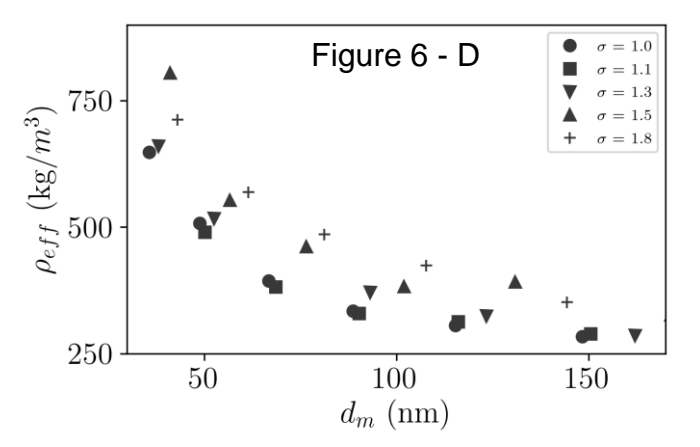 Figure 6 - D
σ = 1.0
σ = 1.1
σ = 1.3
σ = 1.5
σ = 1.8
750
500
250
ρ_eff (kg/m³)
50
100
150
d_m (nm)